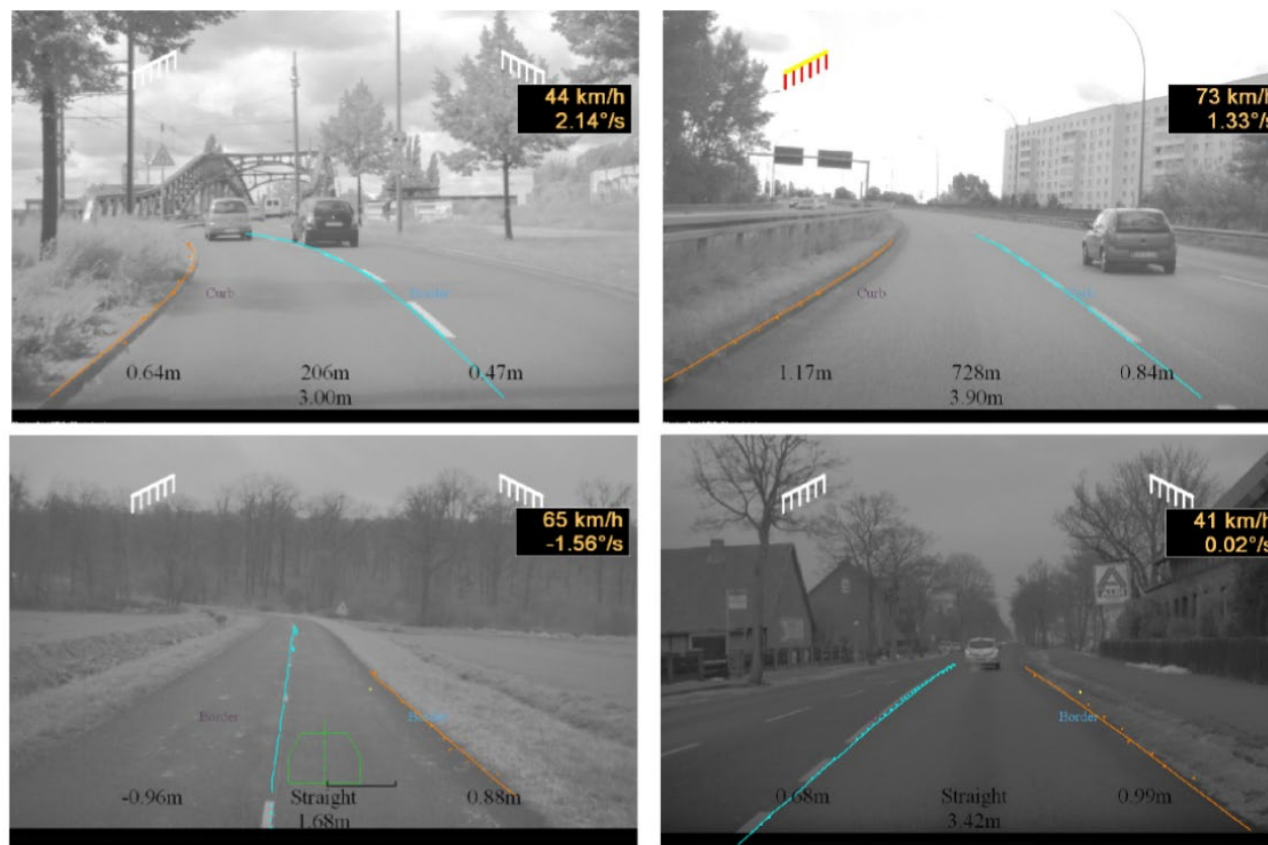 44 km/h
2.14°/s
Curb
Border
0.64m 206m 0.47m
3.00m
73 km/h
1.33°/s
Curb
1.17m 728m 0.84m
3.90m
65 km/h
-1.56°/s
Border
Border
-0.96m Straight 0.88m
1.68m
41 km/h
0.02°/s
Border
0.68m Straight 0.99m
3.42m